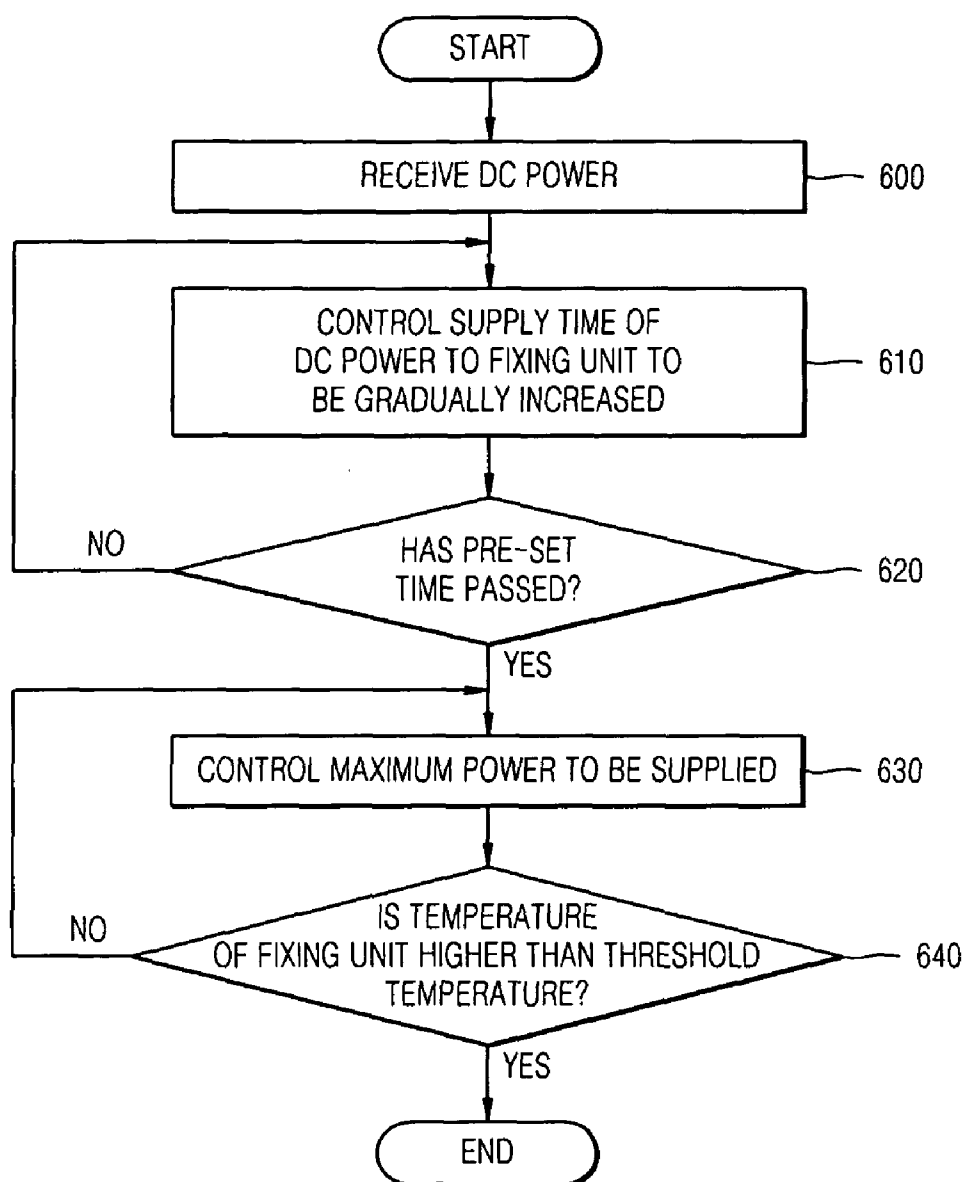 START
RECEIVE DC POWER
600
CONTROL SUPPLY TIME OF
DC POWER TO FIXING UNIT TO
BE GRADUALLY INCREASED
610
NO
HAS PRE-SET
TIME PASSED?
620
YES
CONTROL MAXIMUM POWER TO BE SUPPLIED
630
NO
IS TEMPERATURE
OF FIXING UNIT HIGHER THAN THRESHOLD
TEMPERATURE?
640
YES
END